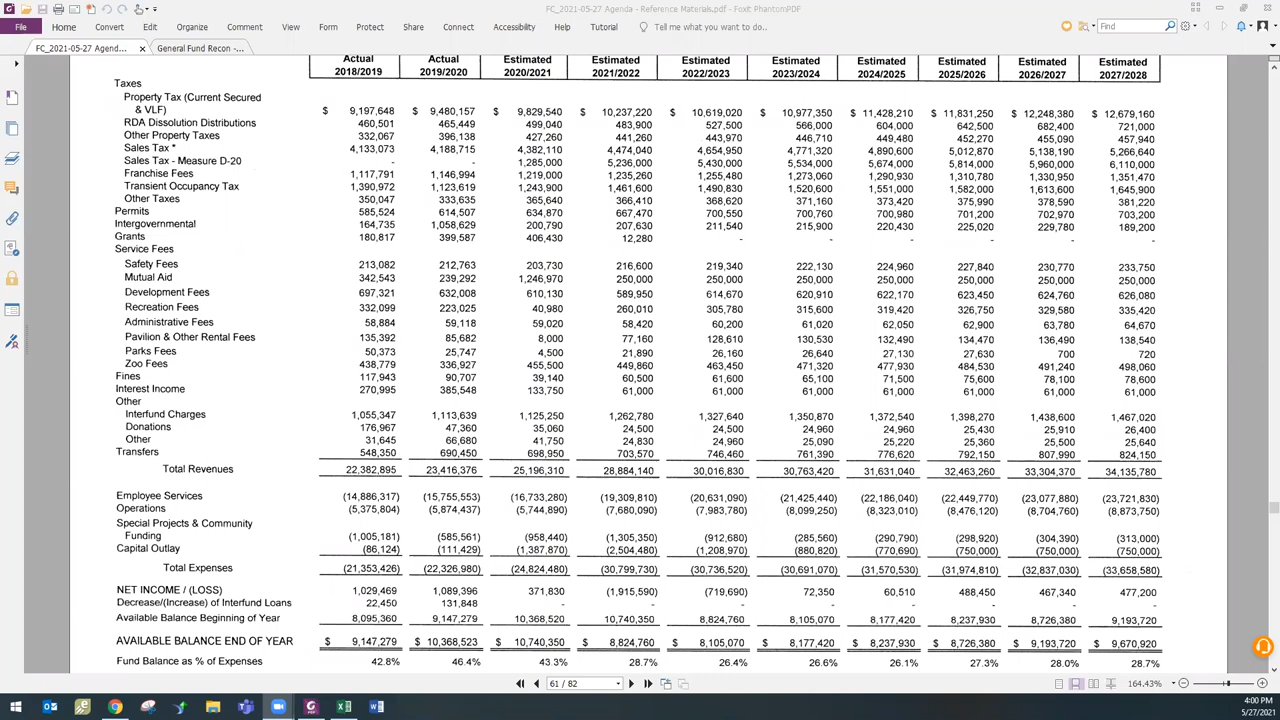 FC_2021-05-27 Agenda - Reference Materials.pdf - Foxit PhantomPDF
File Home Convert Edit Organize Comment View Form Protect Share Connect Accessibility Help Tutorial Tell me what you want to do... Find
FC_2021-05-27 Agend... General Fund Recon -...
Actual Actual Estimated Estimated Estimated Estimated Estimated Estimated Estimated Estimated
2018/2019 2019/2020 2020/2021 2021/2022 2022/2023 2023/2024 2024/2025 2025/2026 2026/2027 2027/2028
Taxes
Property Tax (Current Secured
& VLF) $ 9,197,648 $ 9,480,157 $ 9,829,540 $ 10,237,220 $ 10,619,020 $ 10,977,350 $ 11,428,210 $ 11,831,250 $ 12,248,380 $ 12,679,160
RDA Dissolution Distributions 460,501 465,449 499,040 483,900 527,500 566,000 604,000 642,500 682,400 721,000
Other Property Taxes 332,067 396,138 427,260 441,260 443,970 446,710 449,480 452,270 455,090 457,940
Sales Tax * 4,133,073 4,188,715 4,382,110 4,474,040 4,654,950 4,771,320 4,890,600 5,012,870 5,138,190 5,266,640
Sales Tax - Measure D-20 - - 1,285,000 5,236,000 5,430,000 5,534,000 5,674,000 5,814,000 5,960,000 6,110,000
Franchise Fees 1,117,791 1,146,994 1,219,000 1,235,260 1,255,480 1,273,060 1,290,930 1,310,780 1,330,950 1,351,470
Transient Occupancy Tax 1,390,972 1,123,619 1,243,900 1,461,600 1,490,830 1,520,600 1,551,000 1,582,000 1,613,600 1,645,900
Other Taxes 350,047 333,635 365,640 366,410 368,620 371,160 373,420 375,990 378,590 381,220
Permits 585,524 614,507 634,870 667,470 700,550 700,760 700,980 701,200 702,970 703,200
Intergovernmental 164,735 1,058,629 200,790 207,630 211,540 215,900 220,430 225,020 229,780 189,200
Grants 180,817 399,587 406,430 12,280 - - - - - -
Service Fees
Safety Fees 213,082 212,763 203,730 216,600 219,340 222,130 224,960 227,840 230,770 233,750
Mutual Aid 342,543 239,292 1,246,970 250,000 250,000 250,000 250,000 250,000 250,000 250,000
Development Fees 697,321 632,008 610,130 589,950 614,670 620,910 622,170 623,450 624,760 626,080
Recreation Fees 332,099 223,025 40,980 260,010 305,780 315,600 319,420 326,750 329,580 335,420
Administrative Fees 58,884 59,118 59,020 58,420 60,200 61,020 62,050 62,900 63,780 64,670
Pavilion & Other Rental Fees 135,392 85,682 8,000 77,160 128,610 130,530 132,490 134,470 136,490 138,540
Parks Fees 50,373 25,747 4,500 21,890 26,160 26,640 27,130 27,630 700 720
Zoo Fees 438,779 336,927 455,500 449,860 463,450 471,320 477,930 484,530 491,240 498,060
Fines 117,943 90,707 39,140 60,500 61,600 65,100 71,500 75,600 78,100 78,600
Interest Income 270,995 385,548 133,750 61,000 61,000 61,000 61,000 61,000 61,000 61,000
Other
Interfund Charges 1,055,347 1,113,639 1,125,250 1,262,780 1,327,640 1,350,870 1,372,540 1,398,270 1,438,600 1,467,020
Donations 176,967 47,360 35,060 24,500 24,500 24,960 24,960 25,430 25,910 26,400
Other 31,645 66,680 41,750 24,830 24,960 25,090 25,220 25,360 25,500 25,640
Transfers 548,350 690,450 698,950 703,570 746,460 761,390 776,620 792,150 807,990 824,150
Total Revenues 22,382,895 23,416,376 25,196,310 28,884,140 30,016,830 30,763,420 31,631,040 32,463,260 33,304,370 34,135,780
Employee Services (14,886,317) (15,755,553) (16,733,280) (19,309,810) (20,631,090) (21,425,440) (22,186,040) (22,449,770) (23,077,880) (23,721,830)
Operations (5,375,804) (5,874,437) (5,744,890) (7,680,090) (7,983,780) (8,099,250) (8,323,010) (8,476,120) (8,704,760) (8,873,750)
Special Projects & Community
Funding (1,005,181) (585,561) (958,440) (1,305,350) (912,680) (285,560) (290,790) (298,920) (304,390) (313,000)
Capital Outlay (86,124) (111,429) (1,387,870) (2,504,480) (1,208,970) (880,820) (770,690) (750,000) (750,000) (750,000)
Total Expenses (21,353,426) (22,326,980) (24,824,480) (30,799,730) (30,736,520) (30,691,070) (31,570,530) (31,974,810) (32,837,030) (33,658,580)
NET INCOME / (LOSS) 1,029,469 1,089,396 371,830 (1,915,590) (719,690) 72,350 60,510 488,450 467,340 477,200
Decrease/(Increase) of Interfund Loans 22,450 131,848 - - - - - - - -
Available Balance Beginning of Year 8,095,360 9,147,279 10,368,520 10,740,350 8,824,760 8,105,070 8,177,420 8,237,930 8,726,380 9,193,720
AVAILABLE BALANCE END OF YEAR $ 9,147,279 $ 10,368,523 $ 10,740,350 $ 8,824,760 $ 8,105,070 $ 8,177,420 $ 8,237,930 $ 8,726,380 $ 9,193,720 $ 9,670,920
Fund Balance as % of Expenses 42.8% 46.4% 43.3% 28.7% 26.4% 26.6% 26.1% 27.3% 28.0% 28.7%
61 / 82 164.43%
4:00 PM
5/27/2021